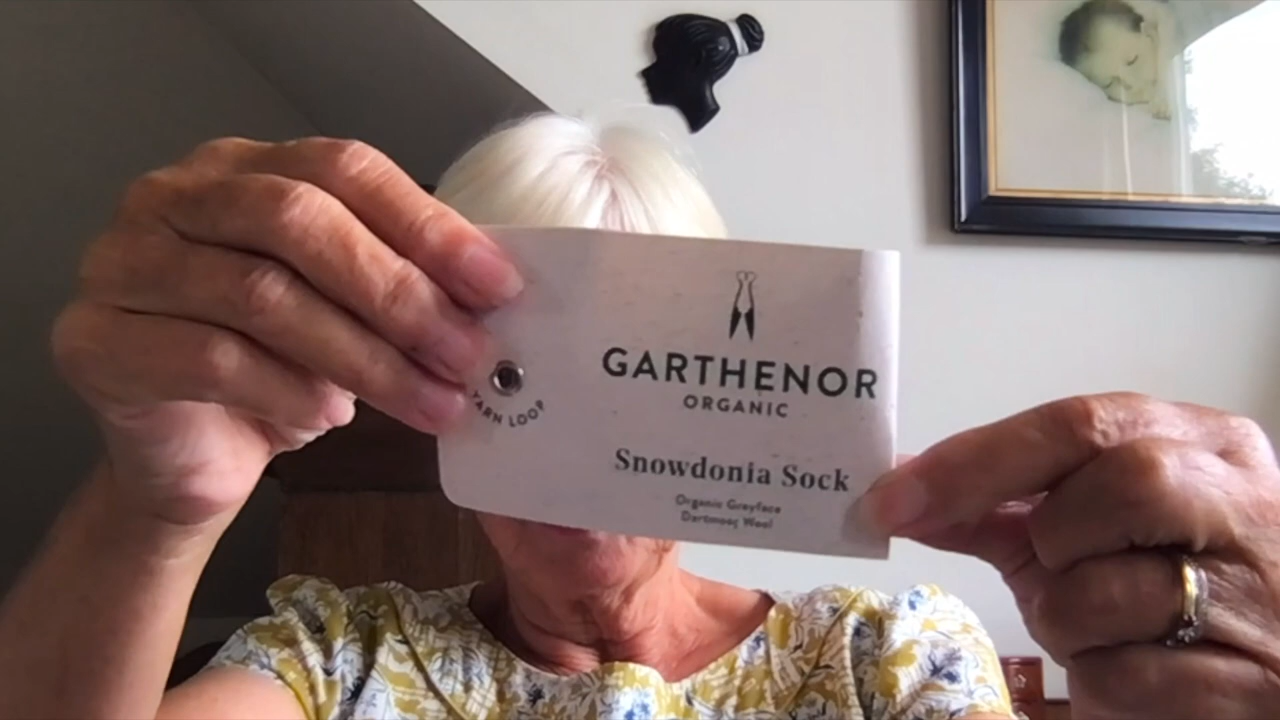 GARTHENOR
ORGANIC
YARN LOOP
Snowdonia Sock
Organic Greyface
Dartmoor Wool